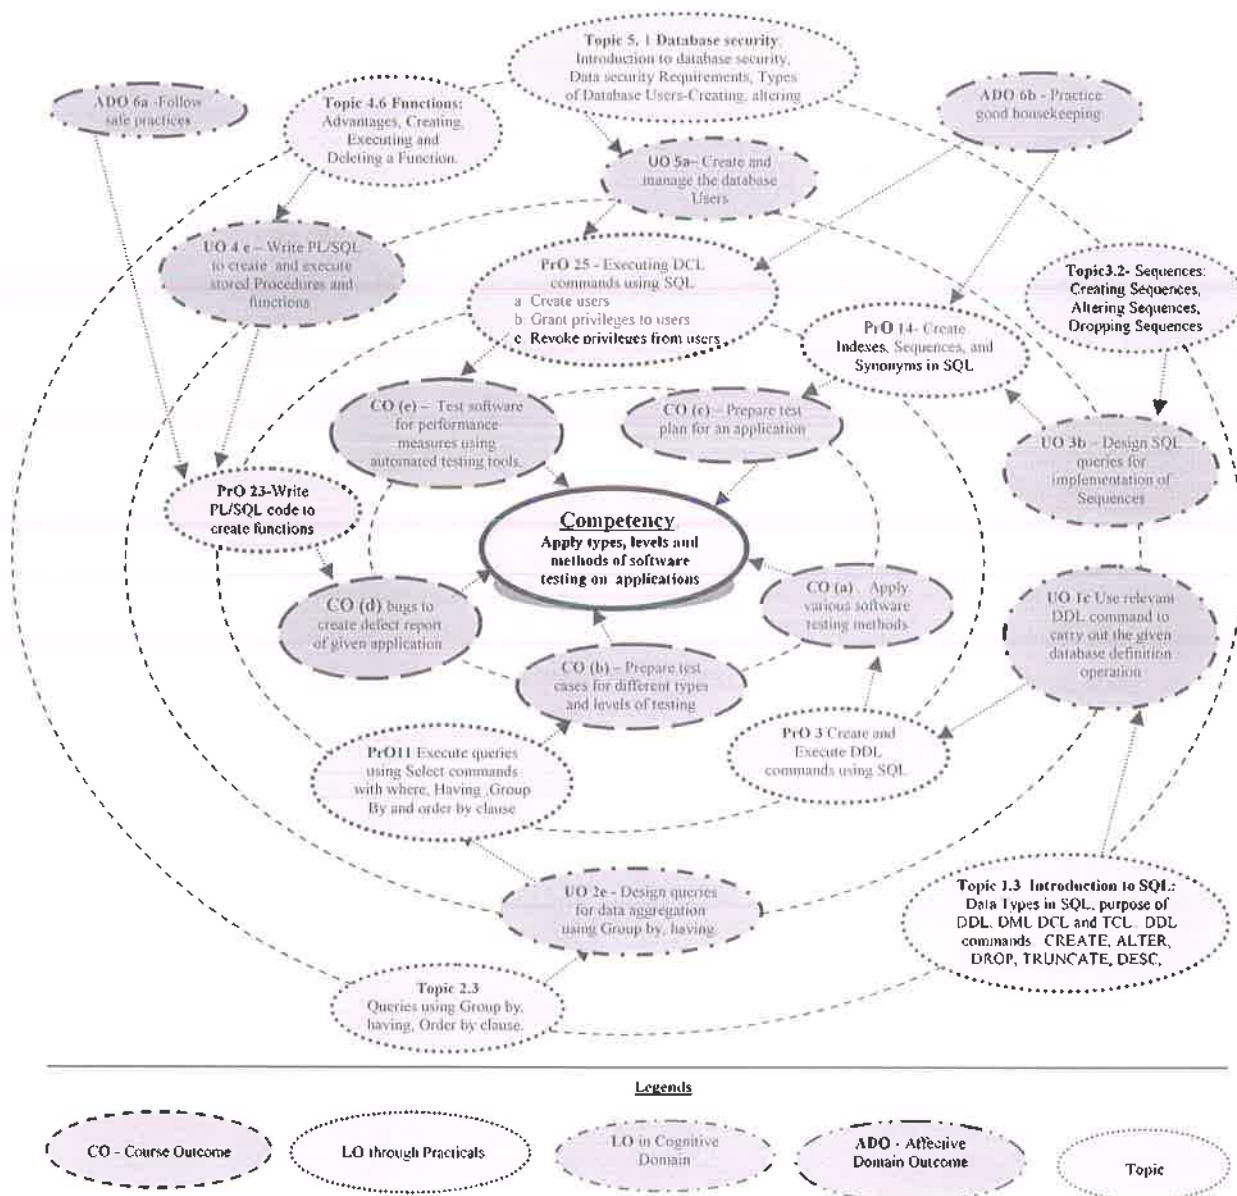 Topic 5. 1 Database security
Introduction to database security,
Data security Requirements, Types
of Database Users-Creating, altering
ADO 6a -Follow
safe practices
Topic 4.6 Functions:
Advantages, Creating,
Executing and
Deleting a Function.
ADO 6b - Practice
good housekeeping
UO 5a– Create and
manage the database
Users
UO 4 e – Write PL/SQL
to create and execute
stored Procedures and
functions
PrO 25 - Executing DCL
commands using SQL
a Create users
b. Grant privileges to users
c. Revoke privileges from users
Topic3.2- Sequences:
Creating Sequences,
Altering Sequences,
Dropping Sequences
PrO 14- Create
Indexes, Sequences, and
Synonyms in SQL
CO (e) – Test software
for performance
measures using
automated testing tools.
CO (c) – Prepare test
plan for an application
UO 3b – Design SQL
queries for
implementation of
Sequences
PrO 23-Write
PL/SQL code to
create functions
Competency
Apply types, levels and
methods of software
testing on applications
CO (d) bugs to
create defect report
of given application
CO (a) – Apply
various software
testing methods
UO 1c Use relevant
DDL command to
carry out the given
database definition
operation
CO (b) – Prepare test
cases for different types
and levels of testing
PrO11 Execute queries
using Select commands
with where, Having ,Group
By and order by clause
PrO 3 Create and
Execute DDL
commands using SQL
UO 2e - Design queries
for data aggregation
using Group by, having.
Topic 1.3 Introduction to SQL:
Data Types in SQL, purpose of
DDL, DML DCL and TCL. DDL
commands. CREATE, ALTER,
DROP, TRUNCATE, DESC,
Topic 2.3
Queries using Group by,
having, Order by clause.
Legends
CO - Course Outcome
LO through Practicals
LO in Cognitive
Domain
ADO - Affective
Domain Outcome
Topic